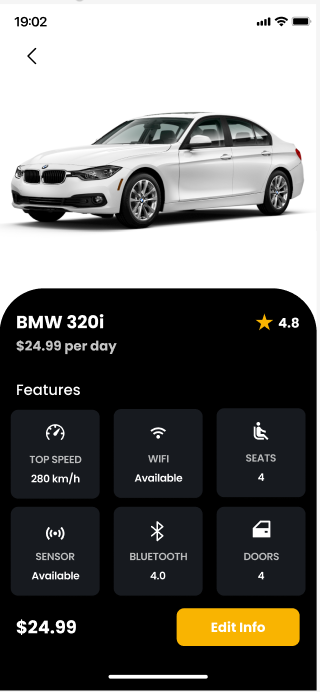 19:02
BMW 320i
4.8
$24.99 per day
Features
TOP SPEED
280 km/h
WIFI
Available
SEATS
4
SENSOR
Available
BLUETOOTH
4.0
DOORS
4
$24.99
Edit Info